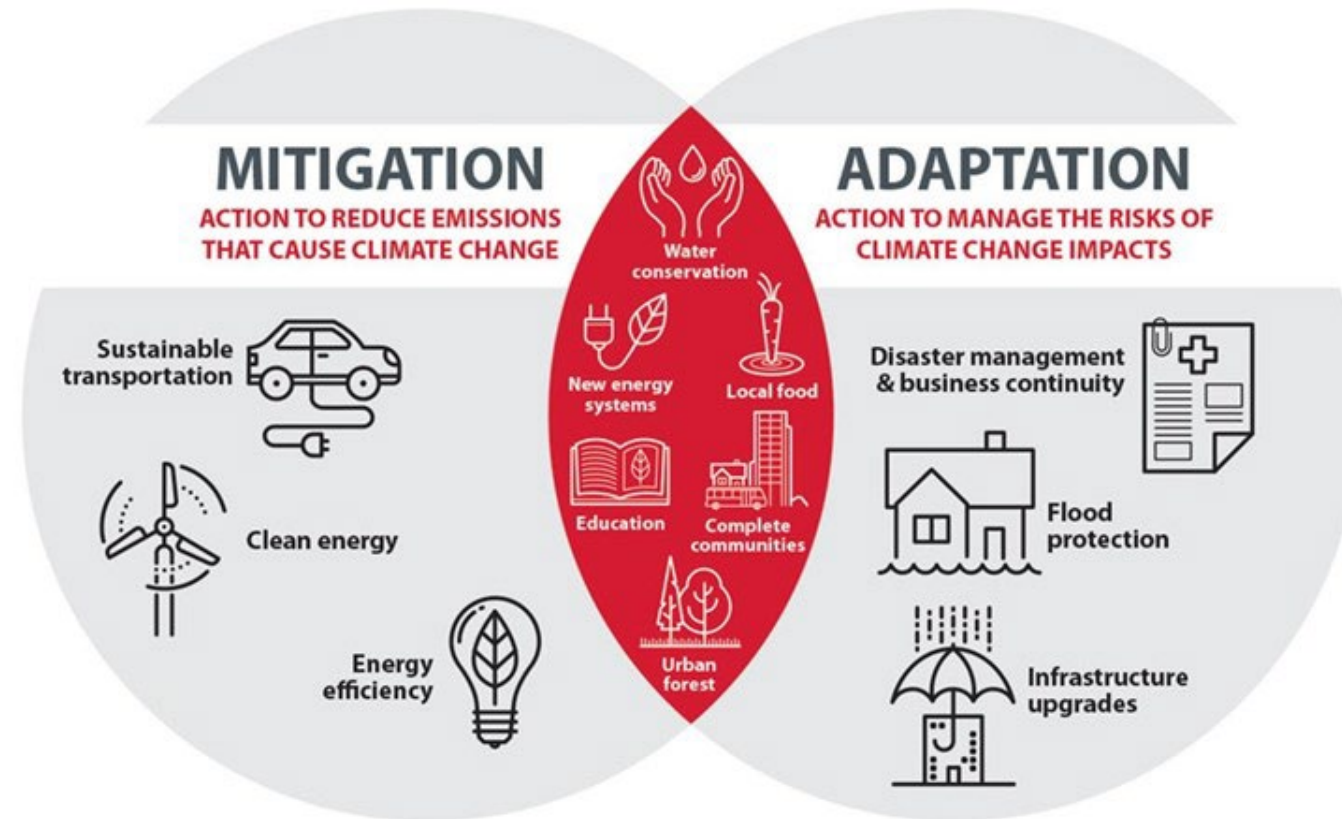 MITIGATION
ACTION TO REDUCE EMISSIONS
THAT CAUSE CLIMATE CHANGE
Sustainable
transportation
Clean energy
Energy
efficiency
Water
conservation
New energy
systems
Local food
Education
Complete
communities
Urban
forest
ADAPTATION
ACTION TO MANAGE THE RISKS OF
CLIMATE CHANGE IMPACTS
Disaster management
& business continuity
Flood
protection
Infrastructure
upgrades